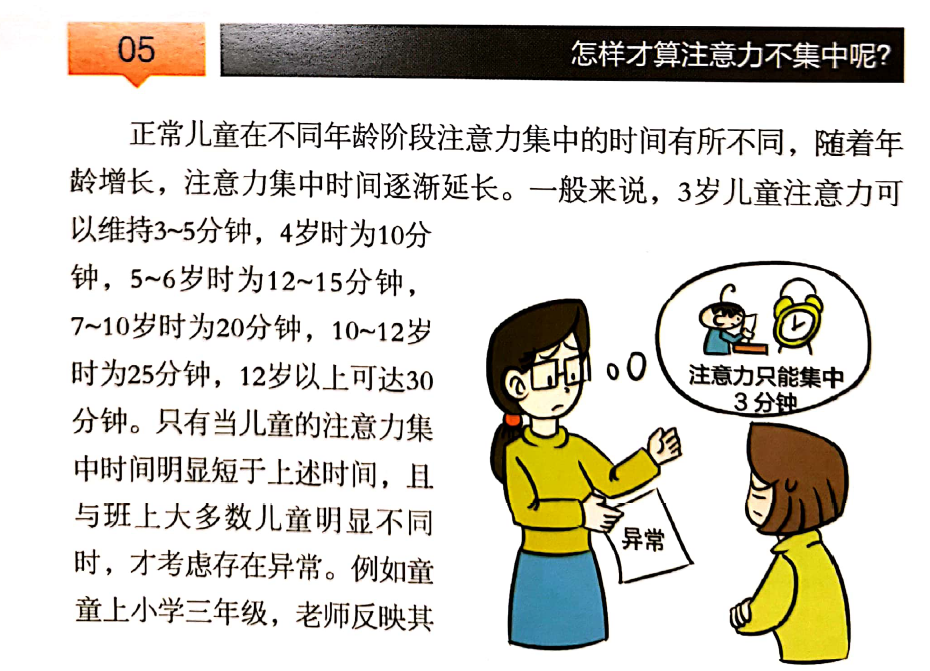 05
怎样才算注意力不集中呢?
正常儿童在不同年龄阶段注意力集中的时间有所不同，随着年
龄增长，注意力集中时间逐渐延长。一般来说，3岁儿童注意力可
以维持3~5分钟，4岁时为10分
钟，5~6岁时为12~15分钟，
7~10岁时为20分钟，10~12岁
时为25分钟，12岁以上可达30
分钟。只有当儿童的注意力集
中时间明显短于上述时间，且
与班上大多数儿童明显不同
时，才考虑存在异常。例如童
童上小学三年级，老师反映其
注意力只能集中
3分钟
异常